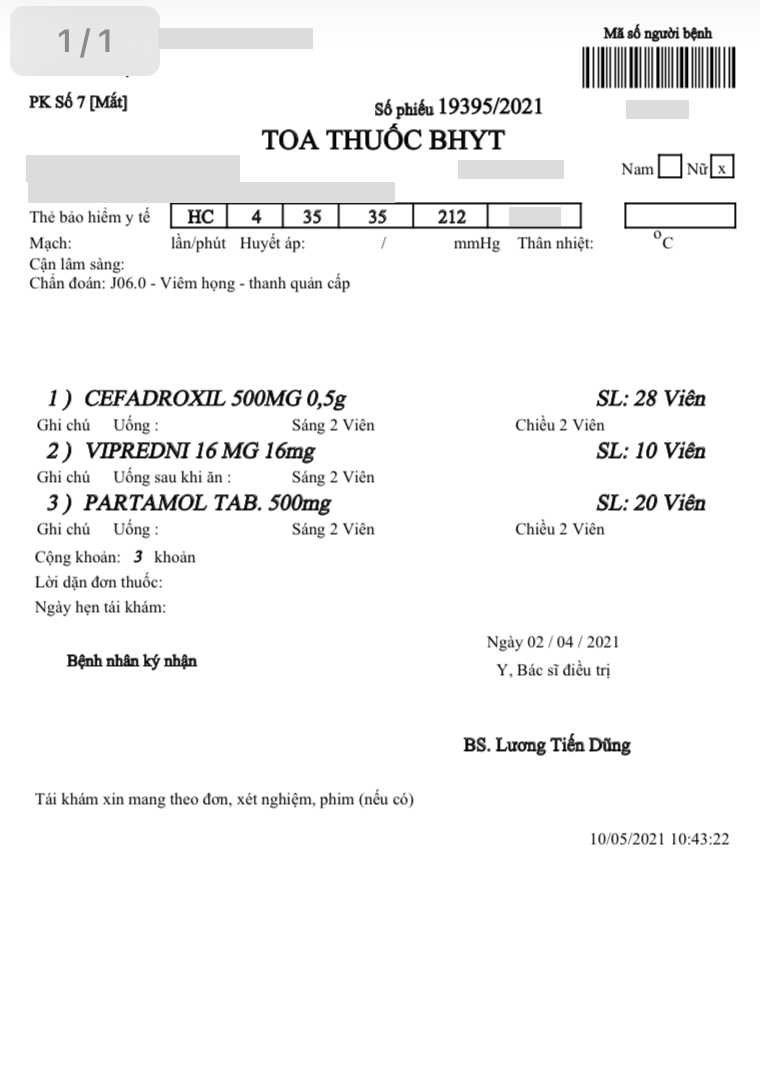 1/1
Mã số người bệnh
PK Số 7 [Mắt]
Số phiếu 19395/2021
TOA THUỐC BHYT
Nam Nữ x
Thẻ bảo hiểm y tế HC 4 35 35 212
Mạch: lần/phút Huyết áp: / mmHg Thân nhiệt: °C
Cận lâm sàng:
Chẩn đoán: J06.0 - Viêm họng - thanh quản cấp
1 ) CEFADROXIL 500MG 0,5g SL: 28 Viên
Ghi chú Uống : Sáng 2 Viên Chiều 2 Viên
2 ) VIPREDNI 16 MG 16mg SL: 10 Viên
Ghi chú Uống sau khi ăn : Sáng 2 Viên
3 ) PARTAMOL TAB. 500mg SL: 20 Viên
Ghi chú Uống : Sáng 2 Viên Chiều 2 Viên
Cộng khoản: 3 khoản
Lời dặn đơn thuốc:
Ngày hẹn tái khám:
Ngày 02 / 04 / 2021
Bệnh nhân ký nhận
Y, Bác sĩ điều trị
BS. Lương Tiến Dũng
Tái khám xin mang theo đơn, xét nghiệm, phim (nếu có)
10/05/2021 10:43:22